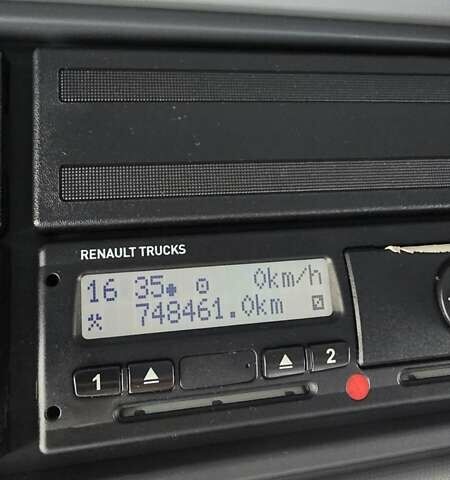 RENAULT TRUCKS
16 35 0km/h
748461.0km
1 2